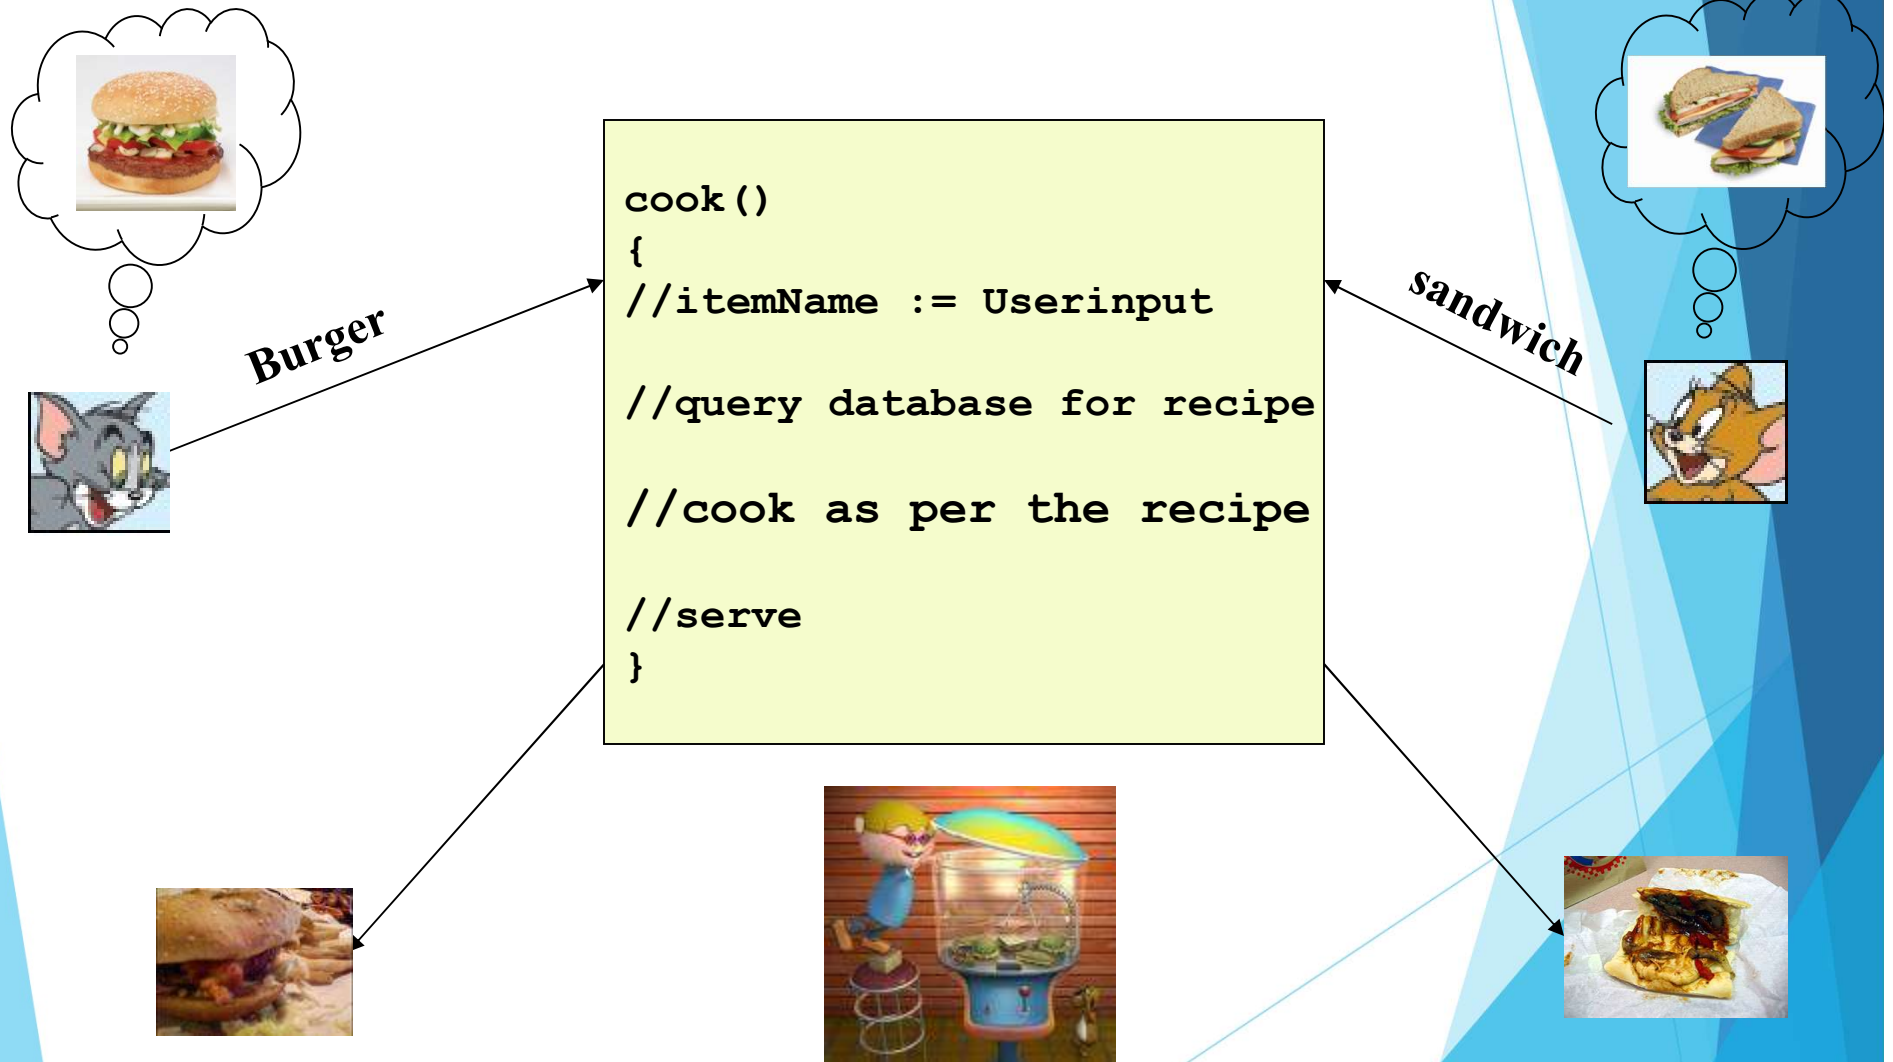 cook()
{
//itemName := Userinput
//query database for recipe
//cook as per the recipe
//serve
}
Burger
sandwich